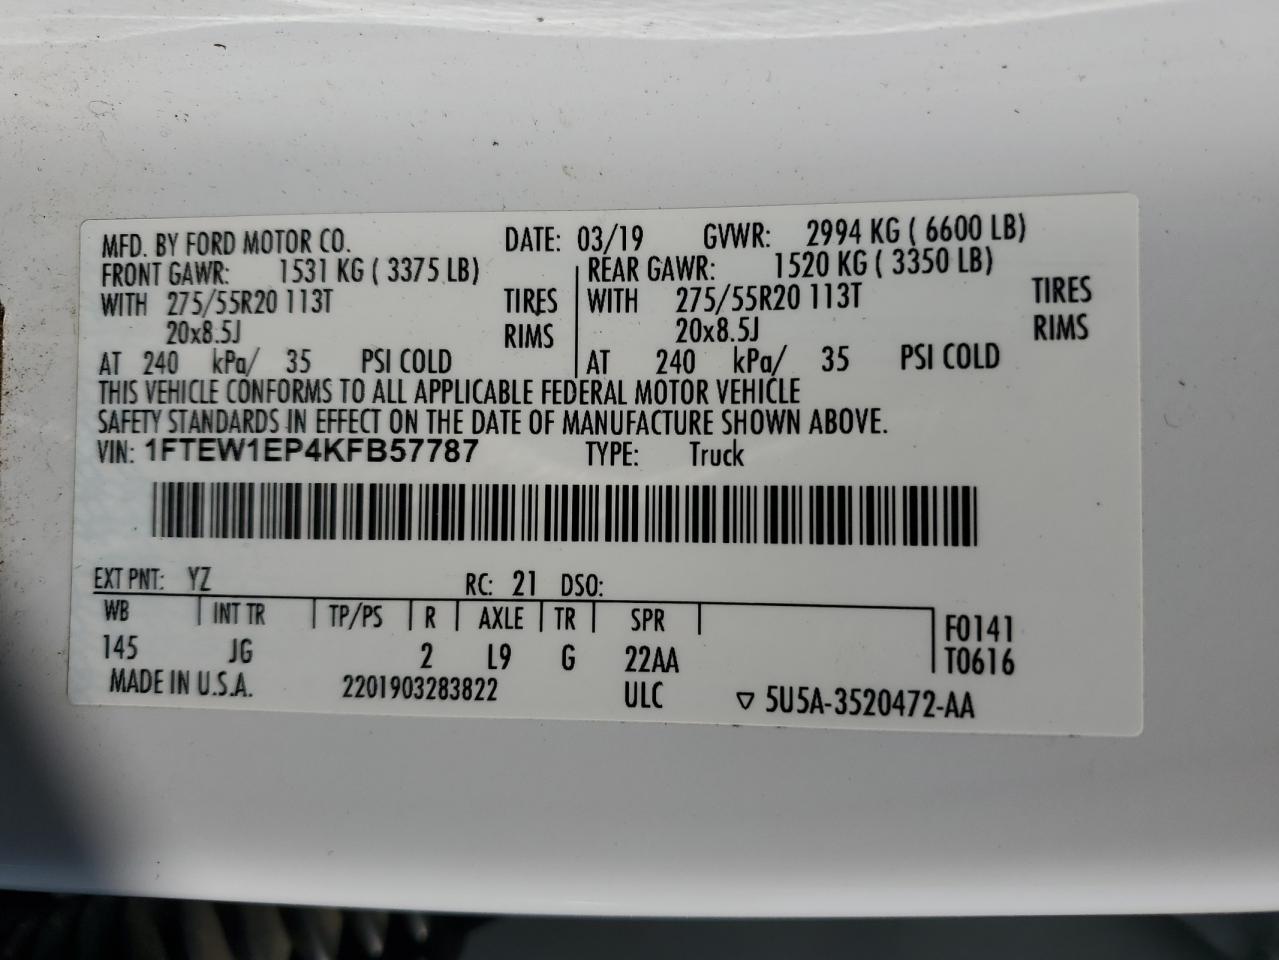 MFD. BY FORD MOTOR CO. DATE: 03/19 GVWR: 2994 KG ( 6600 LB)
FRONT GAWR: 1531 KG ( 3375 LB) REAR GAWR: 1520 KG ( 3350 LB)
WITH 275/55R20 113T TIRES WITH 275/55R20 113T TIRES
20x8.5J RIMS 20x8.5J RIMS
AT 240 kPa/ 35 PSI COLD AT 240 kPa/ 35 PSI COLD
THIS VEHICLE CONFORMS TO ALL APPLICABLE FEDERAL MOTOR VEHICLE
SAFETY STANDARDS IN EFFECT ON THE DATE OF MANUFACTURE SHOWN ABOVE.
VIN: 1FTEW1EP4KFB57787 TYPE: Truck
EXT PNT: YZ RC: 21 DSO:
WB INT TR TP/PS R AXLE TR SPR F0141
145 JG 2 L9 G 22AA T0616
MADE IN U.S.A. 2201903283822 ULC ▽ 5U5A-3520472-AA